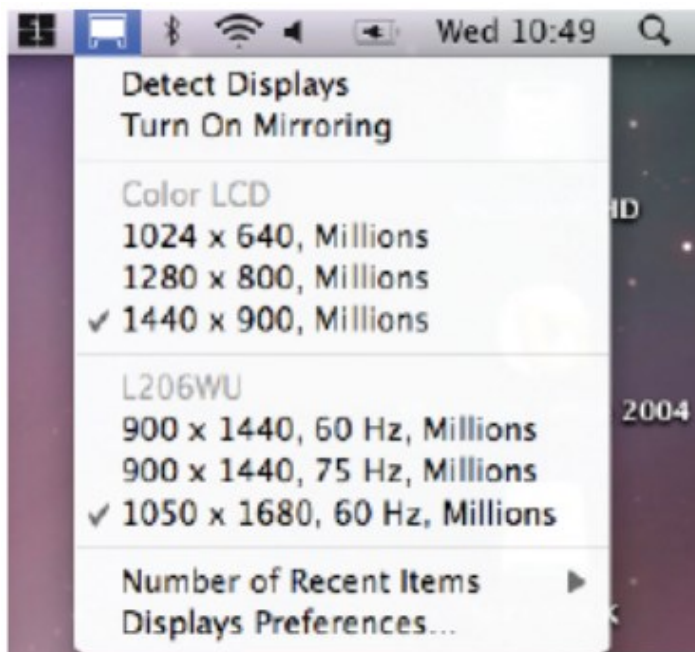 1
Wed 10:49
Detect Displays
Turn On Mirroring
Color LCD
1024 x 640, Millions
1280 x 800, Millions
✓ 1440 x 900, Millions
HD
L206WU
900 x 1440, 60 Hz, Millions
2004
900 x 1440, 75 Hz, Millions
✓ 1050 x 1680, 60 Hz, Millions
Number of Recent Items
Displays Preferences...